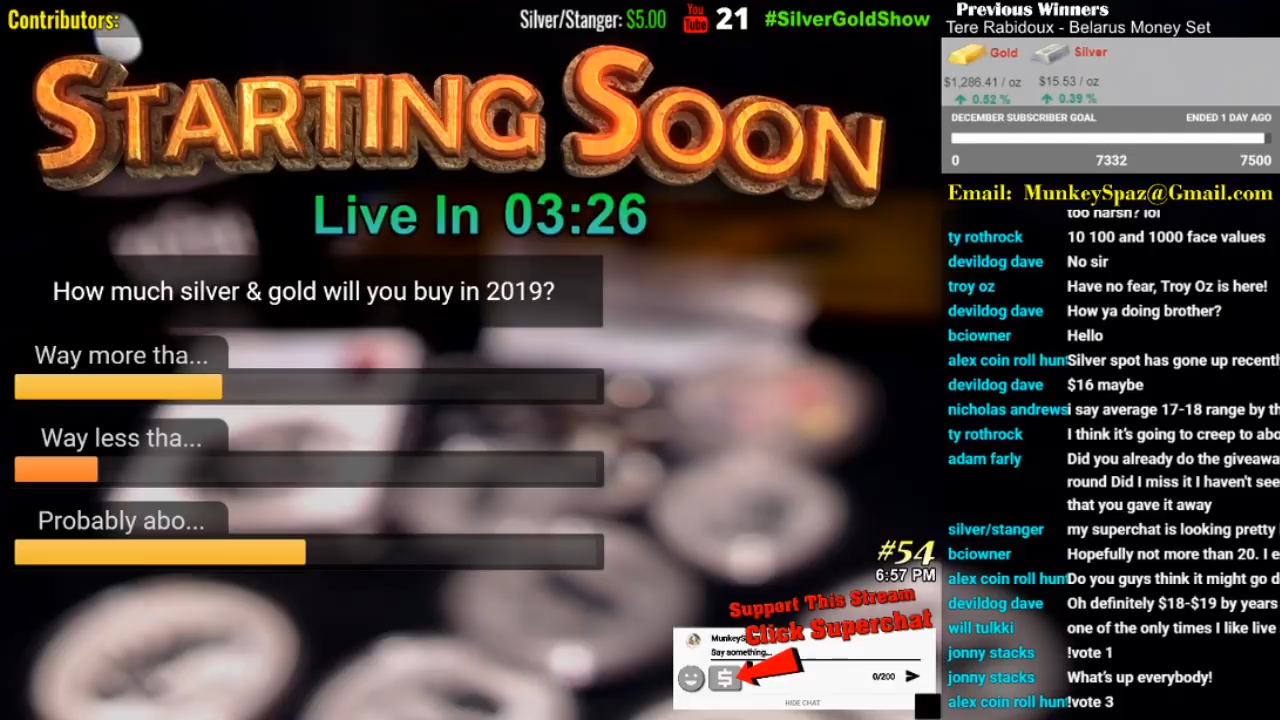 Contributors:
Silver/Stanger: $5.00
You
Tube
21
#SilverGoldShow
Previous Winners
Tere Rabidoux - Belarus Money Set
Gold
Silver
$1,286.41 / oz
$15.53 / oz
0.52 %
0.39 %
DECEMBER SUBSCRIBER GOAL
ENDED 1 DAY AGO
0
7332
7500
STARTING SOON
Live In 03:26
How much silver & gold will you buy in 2019?
Way more tha...
Way less tha...
Probably abo...
#54
6:57 PM
Support This Stream
Click Superchat
MunkeyS
Say something...
$
0/200
HIDE CHAT
Email: MunkeySpaz@Gmail.com
too harsh? lol
ty rothrock 10 100 and 1000 face values
devildog dave No sir
troy oz Have no fear, Troy Oz is here!
devildog dave How ya doing brother?
bciowner Hello
alex coin roll hunt Silver spot has gone up recent
devildog dave $16 maybe
nicholas andrews i say average 17-18 range by th
ty rothrock I think it's going to creep to abo
adam farly Did you already do the giveawa
round Did I miss it I haven't see
that you gave it away
silver/stanger my superchat is looking pretty
bciowner Hopefully not more than 20. I e
alex coin roll hunt Do you guys think it might go d
devildog dave Oh definitely $18-$19 by years
will tulkki one of the only times I like live
jonny stacks !vote 1
jonny stacks What's up everybody!
alex coin roll hunt !vote 3